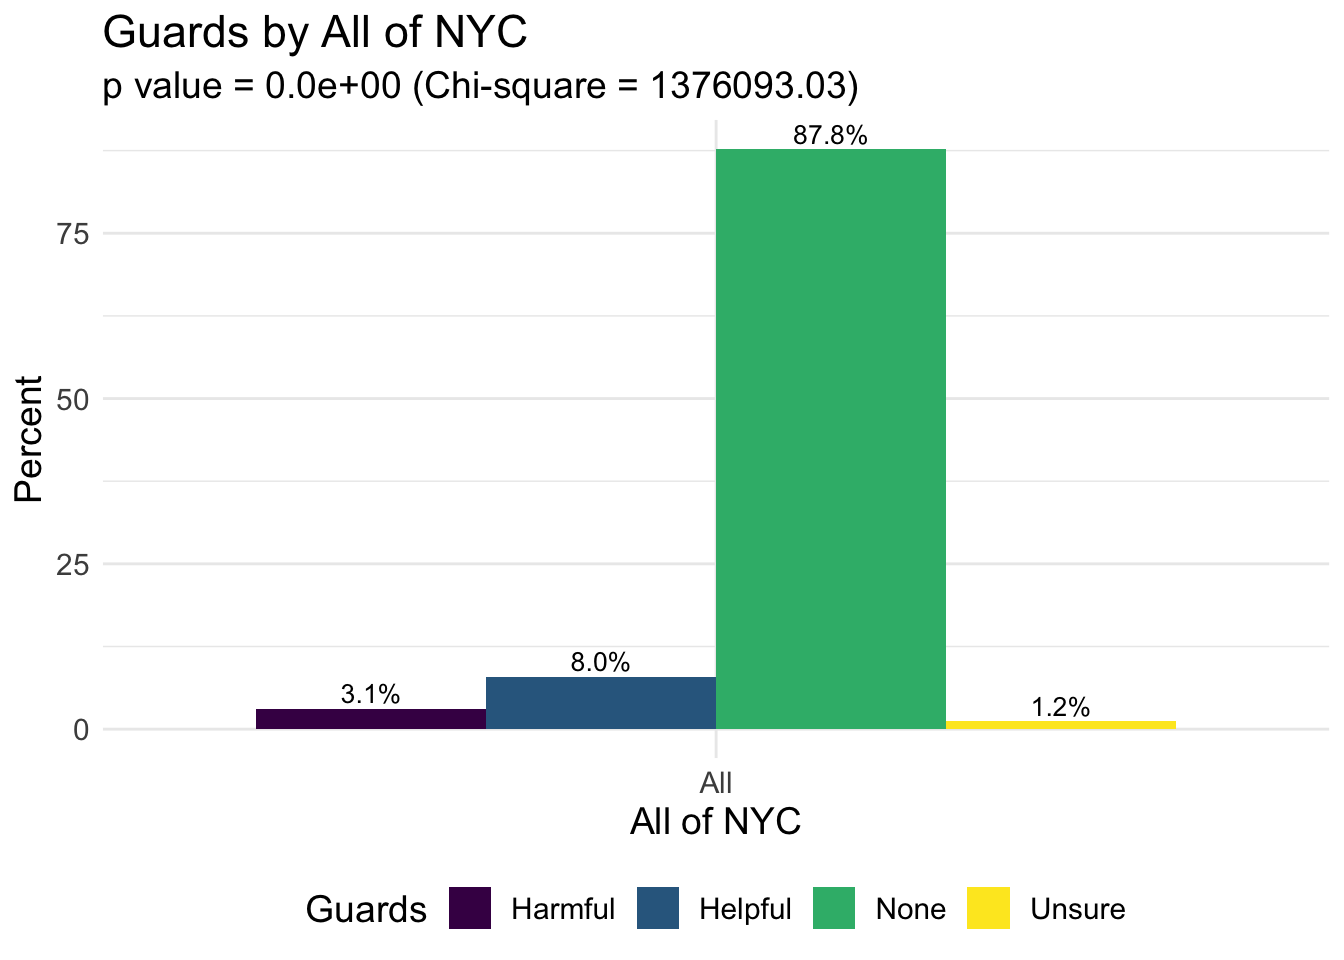 Guards by All of NYC
p value = 0.0e+00 (Chi-square = 1376093.03)
87.8%
75
50
25
8.0%
3.1%
1.2%
0
Percent
All
All of NYC
Guards Harmful Helpful None Unsure